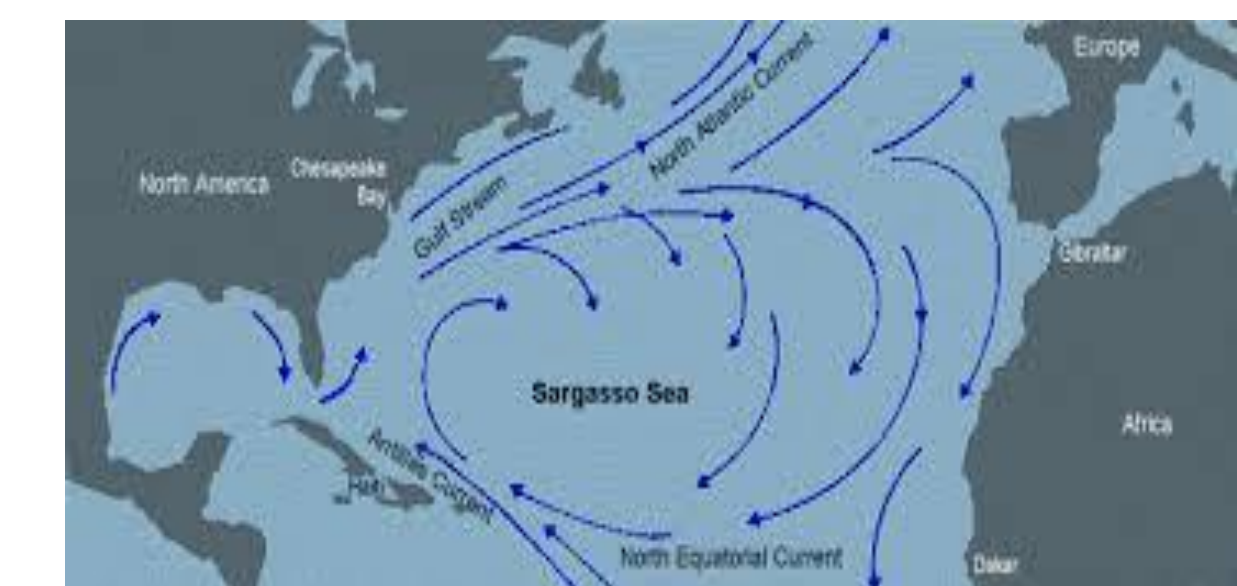 Europe
North Atlantic Current
North America
Chesapeake
Bay
Gulf Stream
Gibraltar
Sargasso Sea
Africa
Antilles Current
Haiti
North Equatorial Current
Dakar